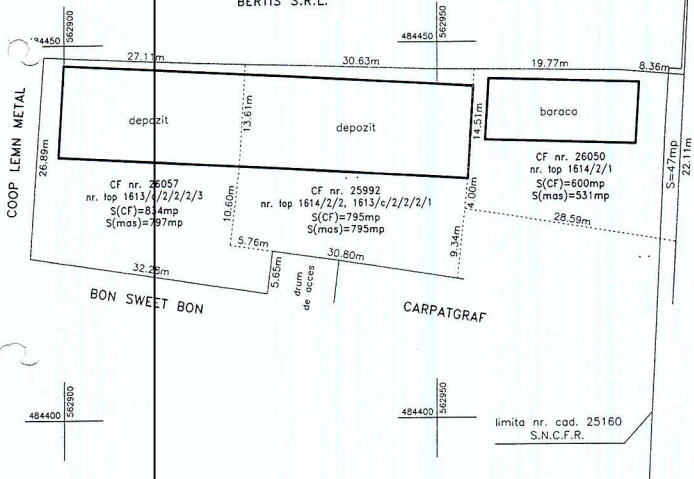 BERTIS S.R.L.
484450
562900
484450
562950
27.11m
30.63m
19.77m
8.36m
COOP LEMN METAL
26.89m
depozit
13.61m
depozit
14.51m
baraca
S=47mp
22.11m
CF nr. 26057
nr. top 1613/c/2/2/2/3
S(CF)=834mp
S(mas)=797mp
10.60m
CF nr. 25992
nr. top 1614/2/2, 1613/c/2/2/2/1
S(CF)=795mp
S(mas)=795mp
4.00m
CF nr. 26050
nr. top 1614/2/1
S(CF)=600mp
S(mas)=531mp
28.59m
5.76m
30.80m
9.34m
32.28m
5.65m
drum
de acces
BON SWEET BON
CARPATGRAF
484400
562900
484400
562950
limita nr. cad. 25160
S.N.C.F.R.